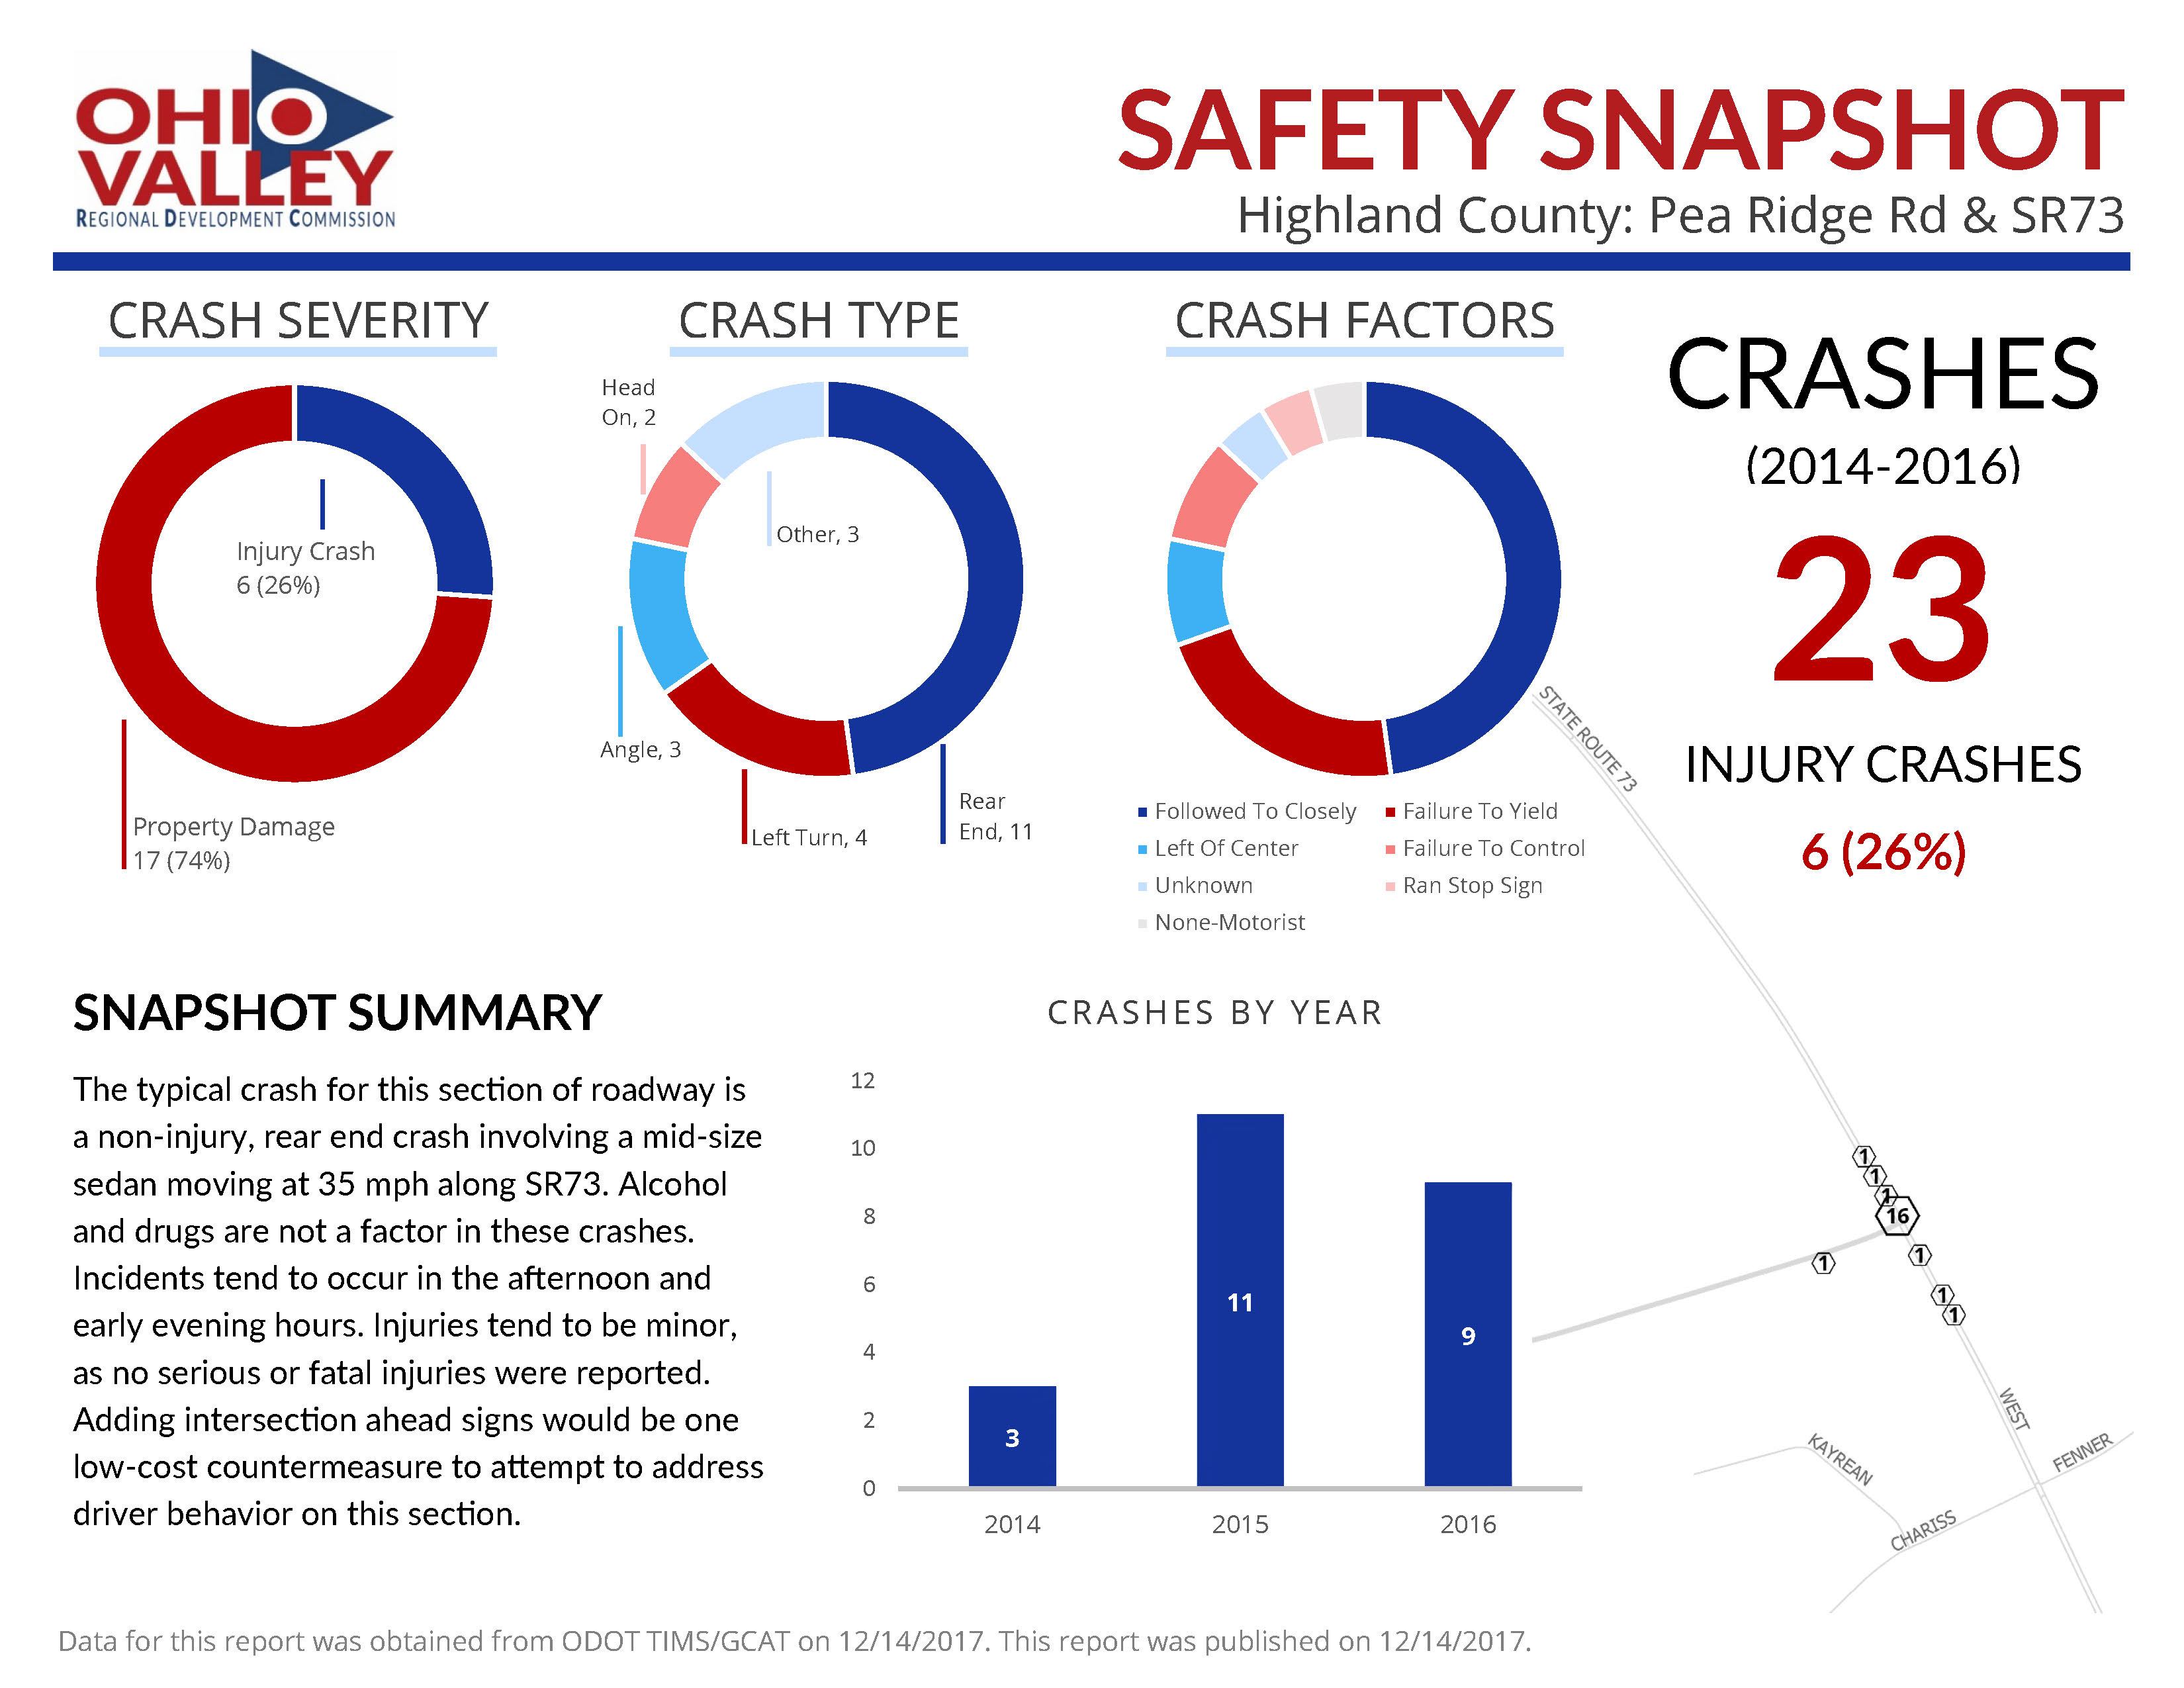 OHIO
VALLEY
REGIONAL DEVELOPMENT COMMISSION
SAFETY SNAPSHOT
Highland County: Pea Ridge Rd & SR73
CRASH SEVERITY
Injury Crash
6 (26%)
Property Damage
17 (74%)
CRASH TYPE
Head
On, 2
Other, 3
Angle, 3
Left Turn, 4
Rear
End, 11
CRASH FACTORS
Followed To Closely
Failure To Yield
Left Of Center
Failure To Control
Unknown
Ran Stop Sign
None-Motorist
CRASHES
(2014-2016)
23
INJURY CRASHES
6 (26%)
SNAPSHOT SUMMARY
The typical crash for this section of roadway is
a non-injury, rear end crash involving a mid-size
sedan moving at 35 mph along SR73. Alcohol
and drugs are not a factor in these crashes.
Incidents tend to occur in the afternoon and
early evening hours. Injuries tend to be minor,
as no serious or fatal injuries were reported.
Adding intersection ahead signs would be one
low-cost countermeasure to attempt to address
driver behavior on this section.
CRASHES BY YEAR
12
10
8
6
4
2
0
3
11
9
2014
2015
2016
STATE ROUTE 73
1
1
1
16
1
1
1
1
WEST
KAYREAN
FENNER
CHARISS
Data for this report was obtained from ODOT TIMS/GCAT on 12/14/2017. This report was published on 12/14/2017.